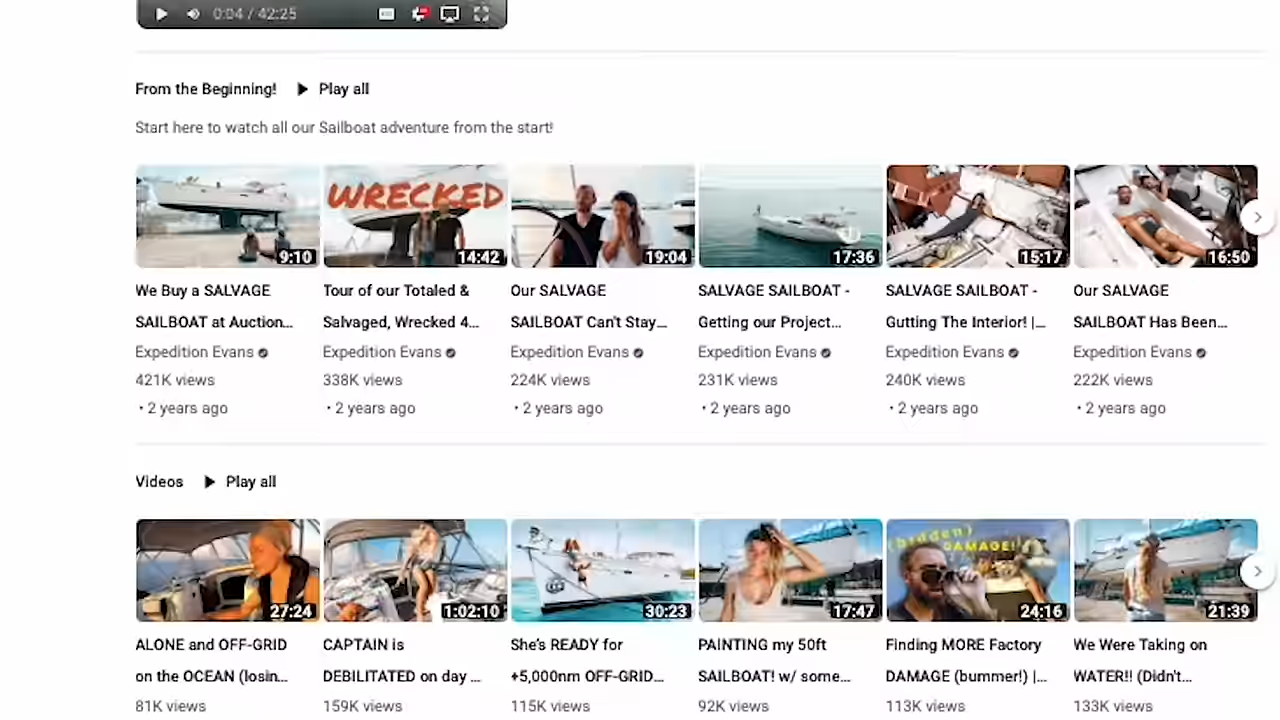 0:04 / 42:25
From the Beginning! Play all
Start here to watch all our Sailboat adventure from the start!
WRECKED
9:10 14:42 19:04 17:36 15:17 16:50
We Buy a SALVAGE
SAILBOAT at Auction...
Expedition Evans
421K views
• 2 years ago
Tour of our Totaled &
Salvaged, Wrecked 4...
Expedition Evans
338K views
• 2 years ago
Our SALVAGE
SAILBOAT Can't Stay...
Expedition Evans
224K views
• 2 years ago
SALVAGE SAILBOAT -
Getting our Project...
Expedition Evans
231K views
• 2 years ago
SALVAGE SAILBOAT -
Gutting The Interior! |...
Expedition Evans
240K views
• 2 years ago
Our SALVAGE
SAILBOAT Has Been...
Expedition Evans
222K views
• 2 years ago
Videos Play all
(hidden)
DAMAGE!
27:24 1:02:10 30:23 17:47 24:16 21:39
ALONE and OFF-GRID
on the OCEAN (losin...
81K views
CAPTAIN is
DEBILITATED on day ...
159K views
She's READY for
+5,000nm OFF-GRID...
115K views
PAINTING my 50ft
SAILBOAT! w/ some...
92K views
Finding MORE Factory
DAMAGE (bummer!) |...
113K views
We Were Taking on
WATER!! (Didn't...
133K views